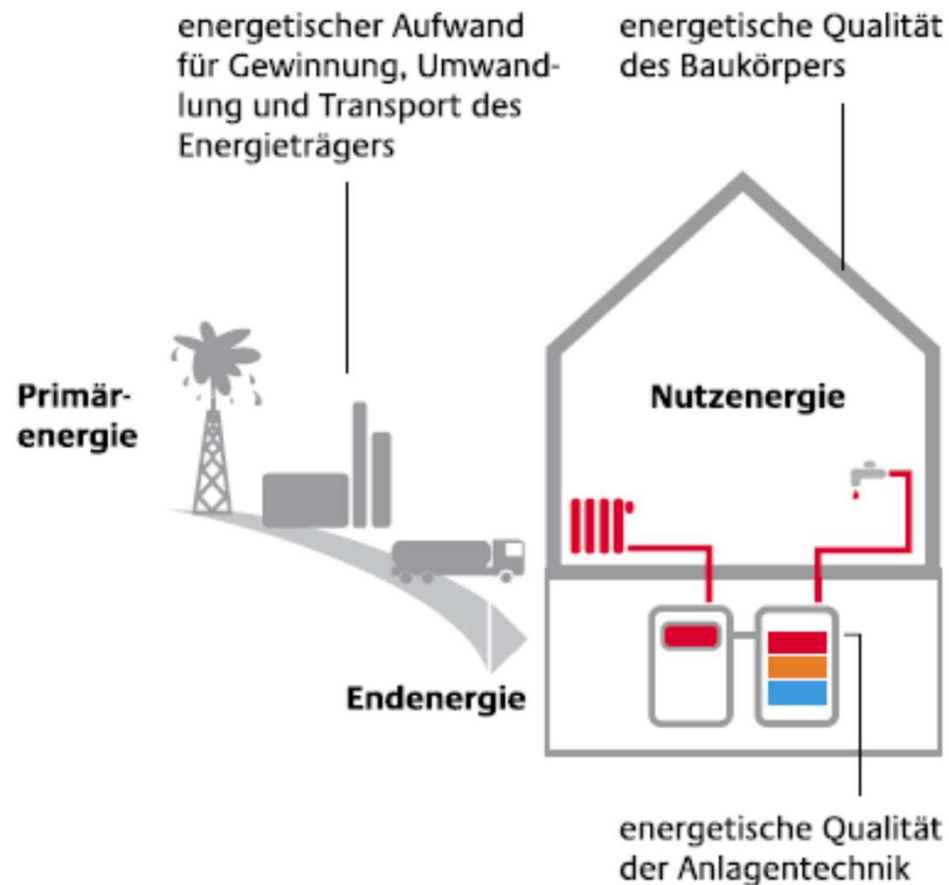 energetischer Aufwand
für Gewinnung, Umwand-
lung und Transport des
Energieträgers
energetische Qualität
des Baukörpers
Primär-
energie
Nutzenergie
Endenergie
energetische Qualität
der Anlagentechnik